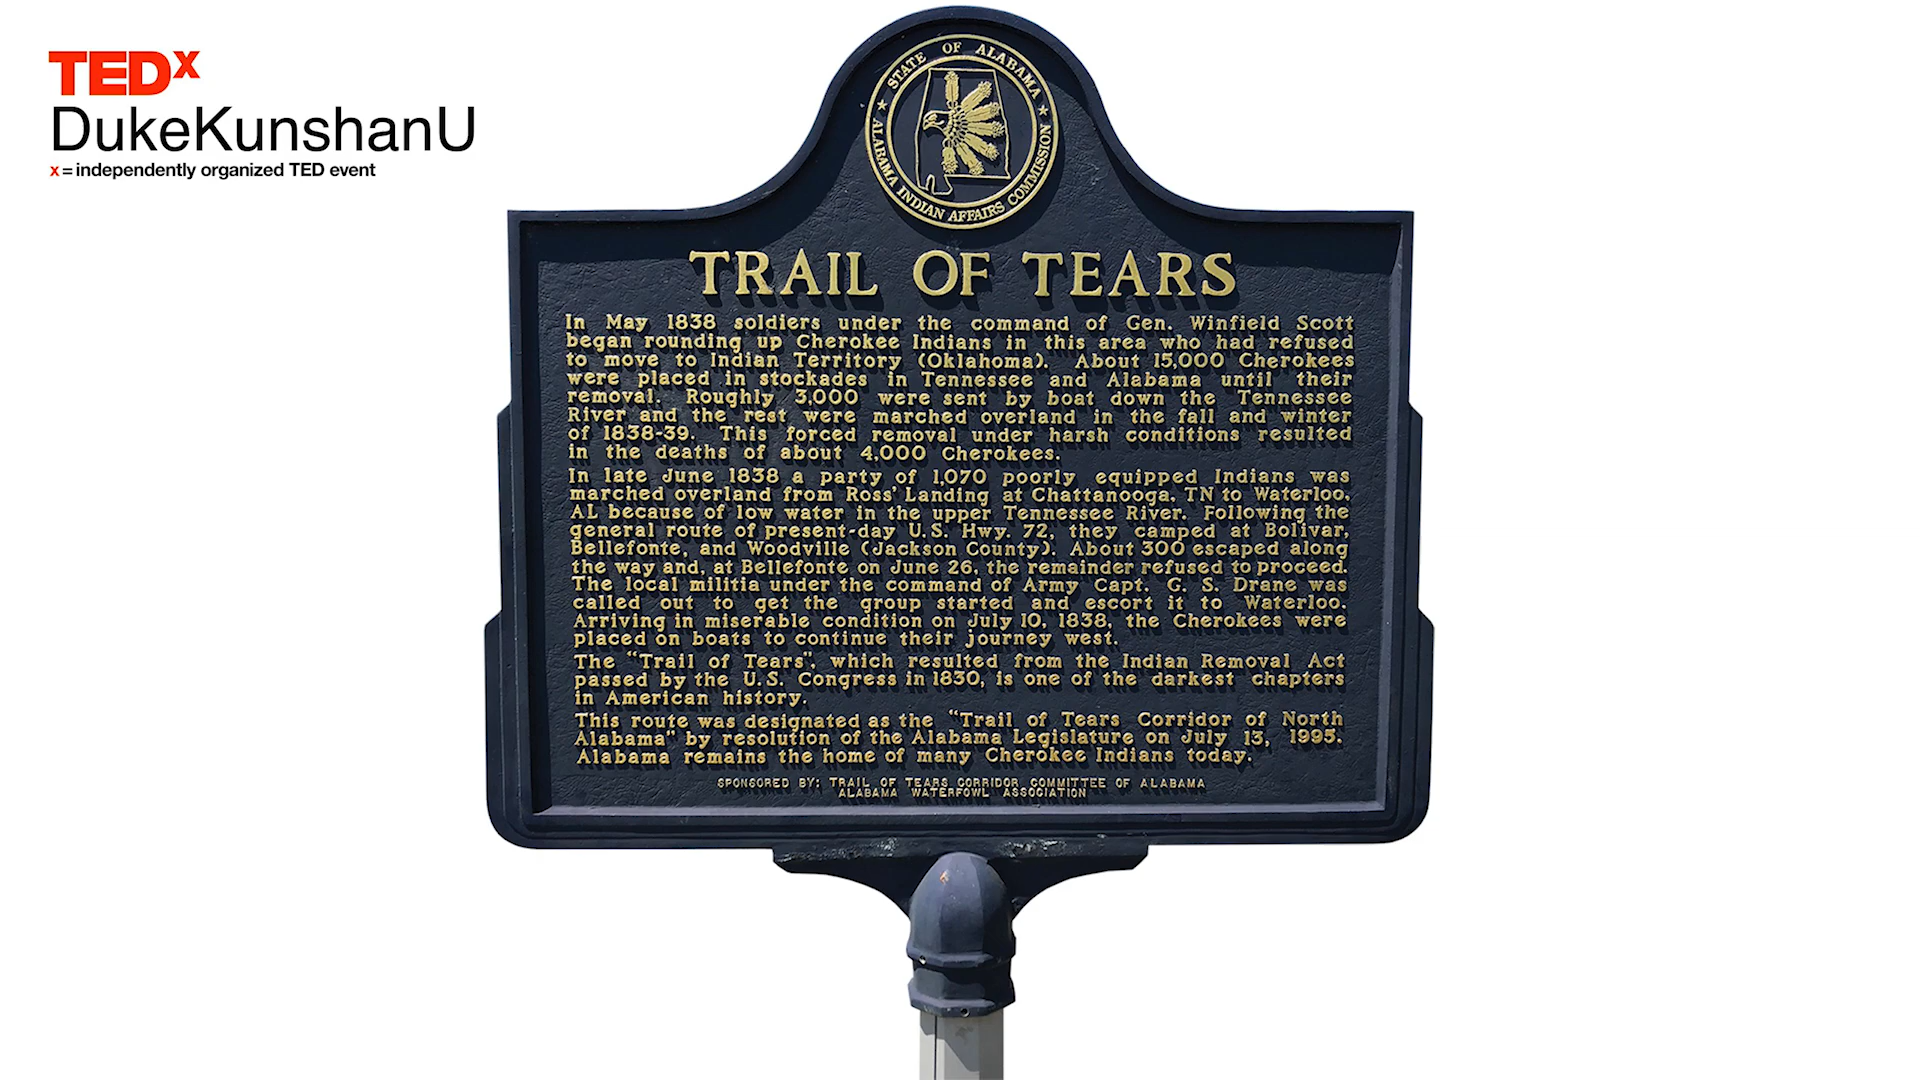 TEDx
DukeKunshanU
x = independently organized TED event
STATE OF ALABAMA
ALABAMA INDIAN AFFAIRS COMMISSION
TRAIL OF TEARS
In May 1838 soldiers under the command of Gen. Winfield Scott
began rounding up Cherokee Indians in this area who had refused
to move to Indian Territory (Oklahoma). About 15,000 Cherokees
were placed in stockades in Tennessee and Alabama until their
removal. Roughly 3,000 were sent by boat down the Tennessee
River and the rest were marched overland in the fall and winter
of 1838-39. This forced removal under harsh conditions resulted
in the deaths of about 4,000 Cherokees.
In late June 1838 a party of 1,070 poorly equipped Indians was
marched overland from Ross' Landing at Chattanooga, TN to Waterloo,
AL because of low water in the upper Tennessee River. Following the
general route of present-day U.S. Hwy. 72, they camped at Bolivar,
Bellefonte, and Woodville (Jackson County). About 300 escaped along
the way and, at Bellefonte on June 26, the remainder refused to proceed.
The local militia under the command of Army Capt. G. S. Drane was
called out to get the group started and escort it to Waterloo.
Arriving in miserable condition on July 10, 1838, the Cherokees were
placed on boats to continue their journey west.
The "Trail of Tears", which resulted from the Indian Removal Act
passed by the U.S. Congress in 1830, is one of the darkest chapters
in American history.
This route was designated as the "Trail of Tears Corridor of North
Alabama" by resolution of the Alabama Legislature on July 13, 1995.
Alabama remains the home of many Cherokee Indians today.
SPONSORED BY: TRAIL OF TEARS CORRIDOR COMMITTEE OF ALABAMA
ALABAMA WATERFOWL ASSOCIATION